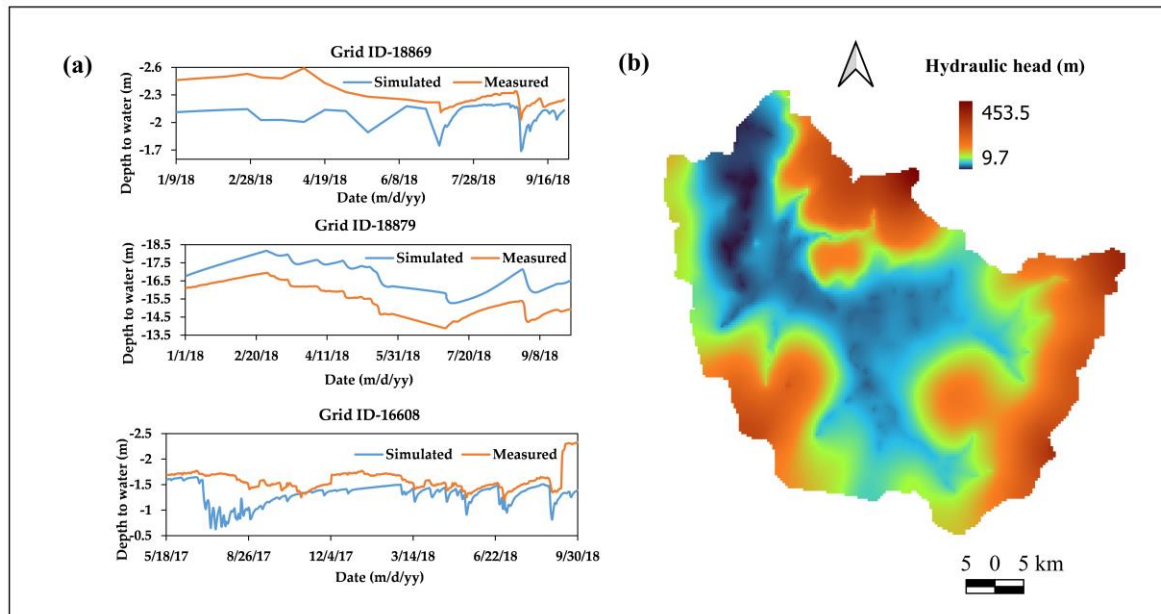 (a)
Grid ID-18869
Depth to water (m)
-2.6
-2.3
-2
-1.7
Simulated Measured
1/9/18 2/28/18 4/19/18 6/8/18 7/28/18 9/16/18
Date (m/d/yy)
Grid ID-18879
Depth to water (m)
-18.5
-17.5
-16.5
-15.5
-14.5
-13.5
Simulated Measured
1/1/18 2/20/18 4/11/18 5/31/18 7/20/18 9/8/18
Date (m/d/yy)
Grid ID-16608
Depth to water (m)
-2.5
-2
-1.5
-1
-0.5
Simulated Measured
5/18/17 8/26/17 12/4/17 3/14/18 6/22/18 9/30/18
Date (m/d/yy)
(b)
Hydraulic head (m)
453.5
9.7
5 0 5 km